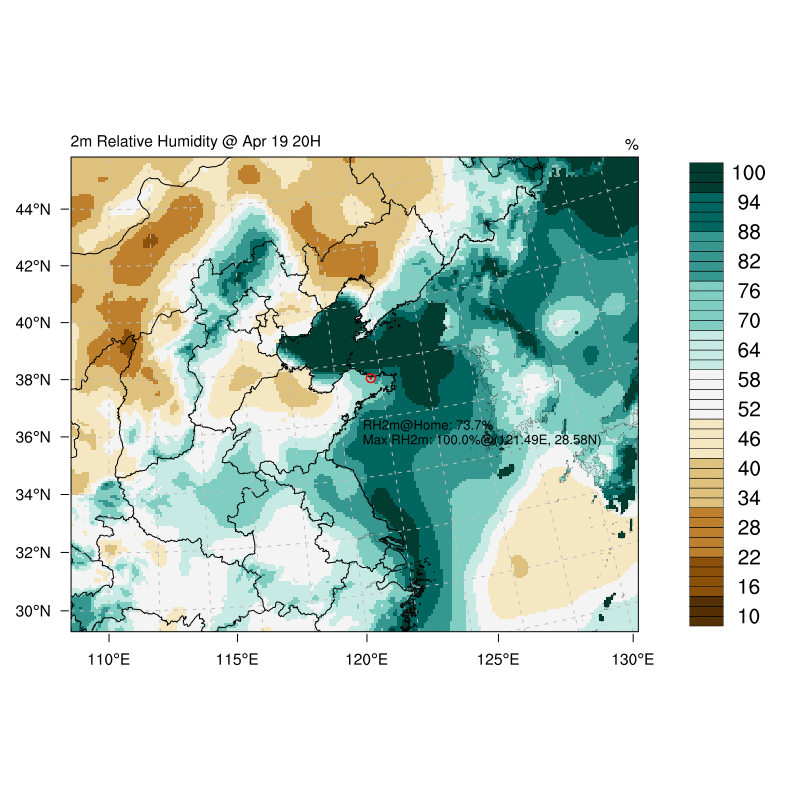 2m Relative Humidity @ Apr 19 20H
%
44°N
42°N
40°N
38°N
36°N
34°N
32°N
30°N
110°E
115°E
120°E
125°E
130°E
RH2m@Home: 73.7%
Max RH2m: 100.0%@(121.49E, 28.58N)
100
94
88
82
76
70
64
58
52
46
40
34
28
22
16
10